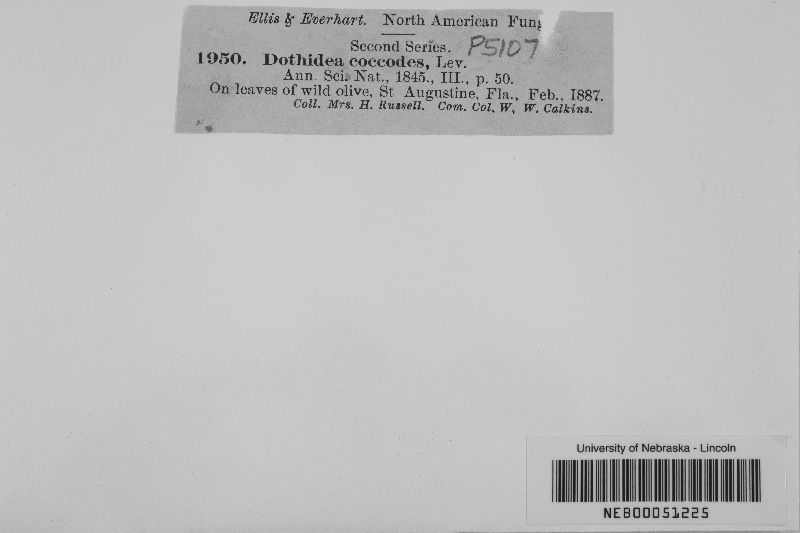 Ellis & Everhart. North American Fung
P5107
Second Series.
1950. Dothidea coccodes, Lev.
Ann. Sci. Nat., 1845., III., p. 50.
On leaves of wild olive, St Augustine, Fla., Feb., 1887.
Coll. Mrs. H. Russell. Com. Col. W, W. Calkins.
University of Nebraska - Lincoln
NEB00051225